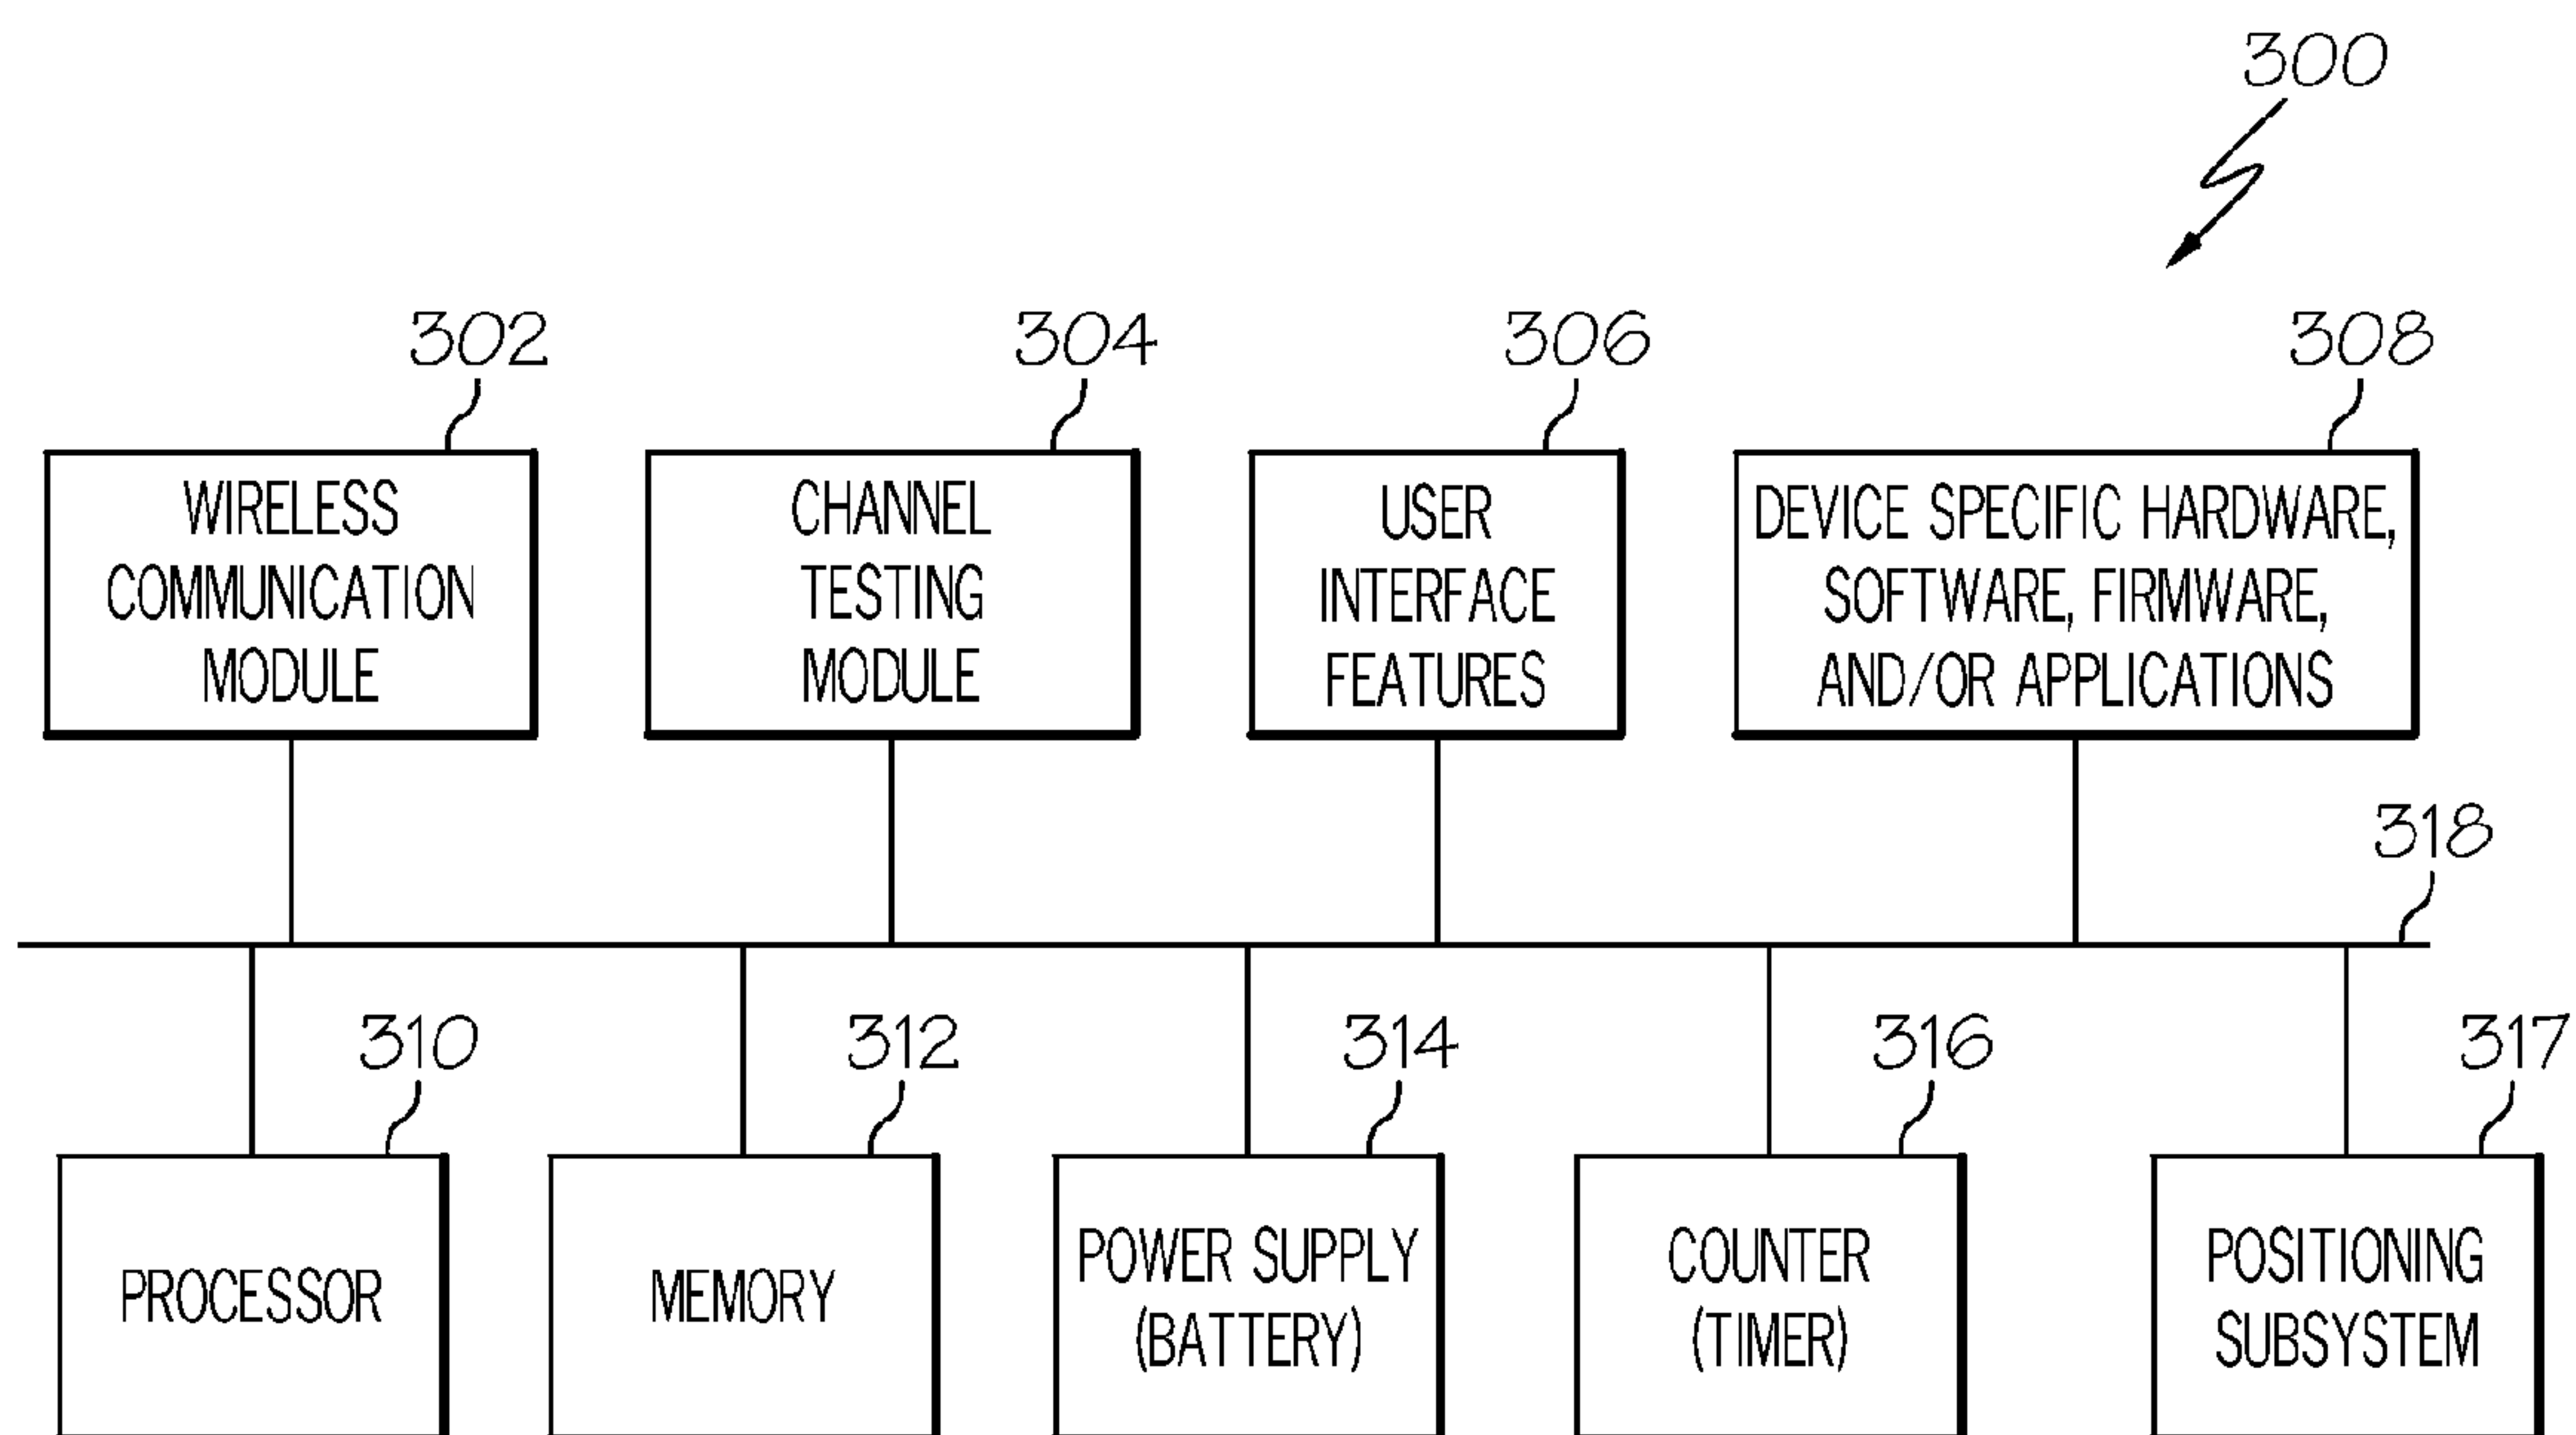 300
302
304
306
308
WIRELESS
COMMUNICATION
MODULE
CHANNEL
TESTING
MODULE
USER
INTERFACE
FEATURES
DEVICE SPECIFIC HARDWARE,
SOFTWARE, FIRMWARE,
AND/OR APPLICATIONS
318
310
312
314
316
317
PROCESSOR
MEMORY
POWER SUPPLY
(BATTERY)
COUNTER
(TIMER)
POSITIONING
SUBSYSTEM